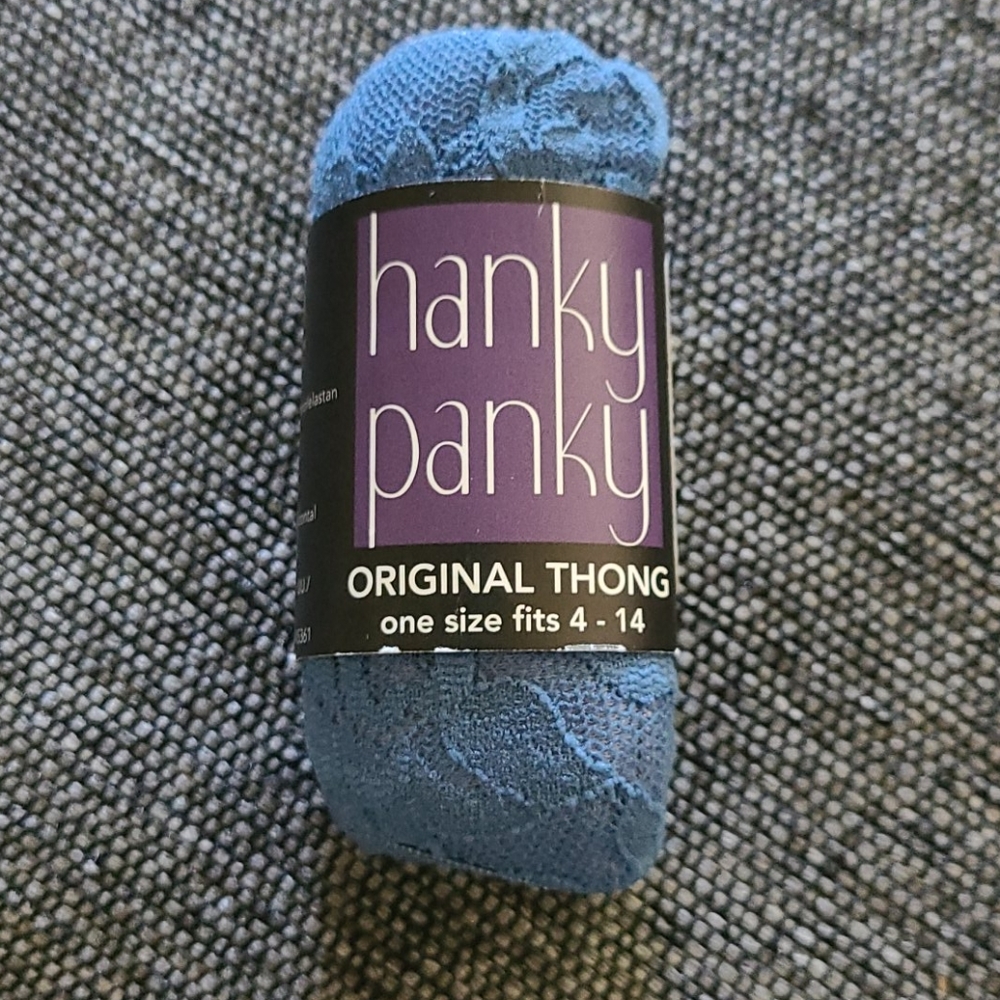 hanky
panky
ORIGINAL THONG
one size fits 4 - 14